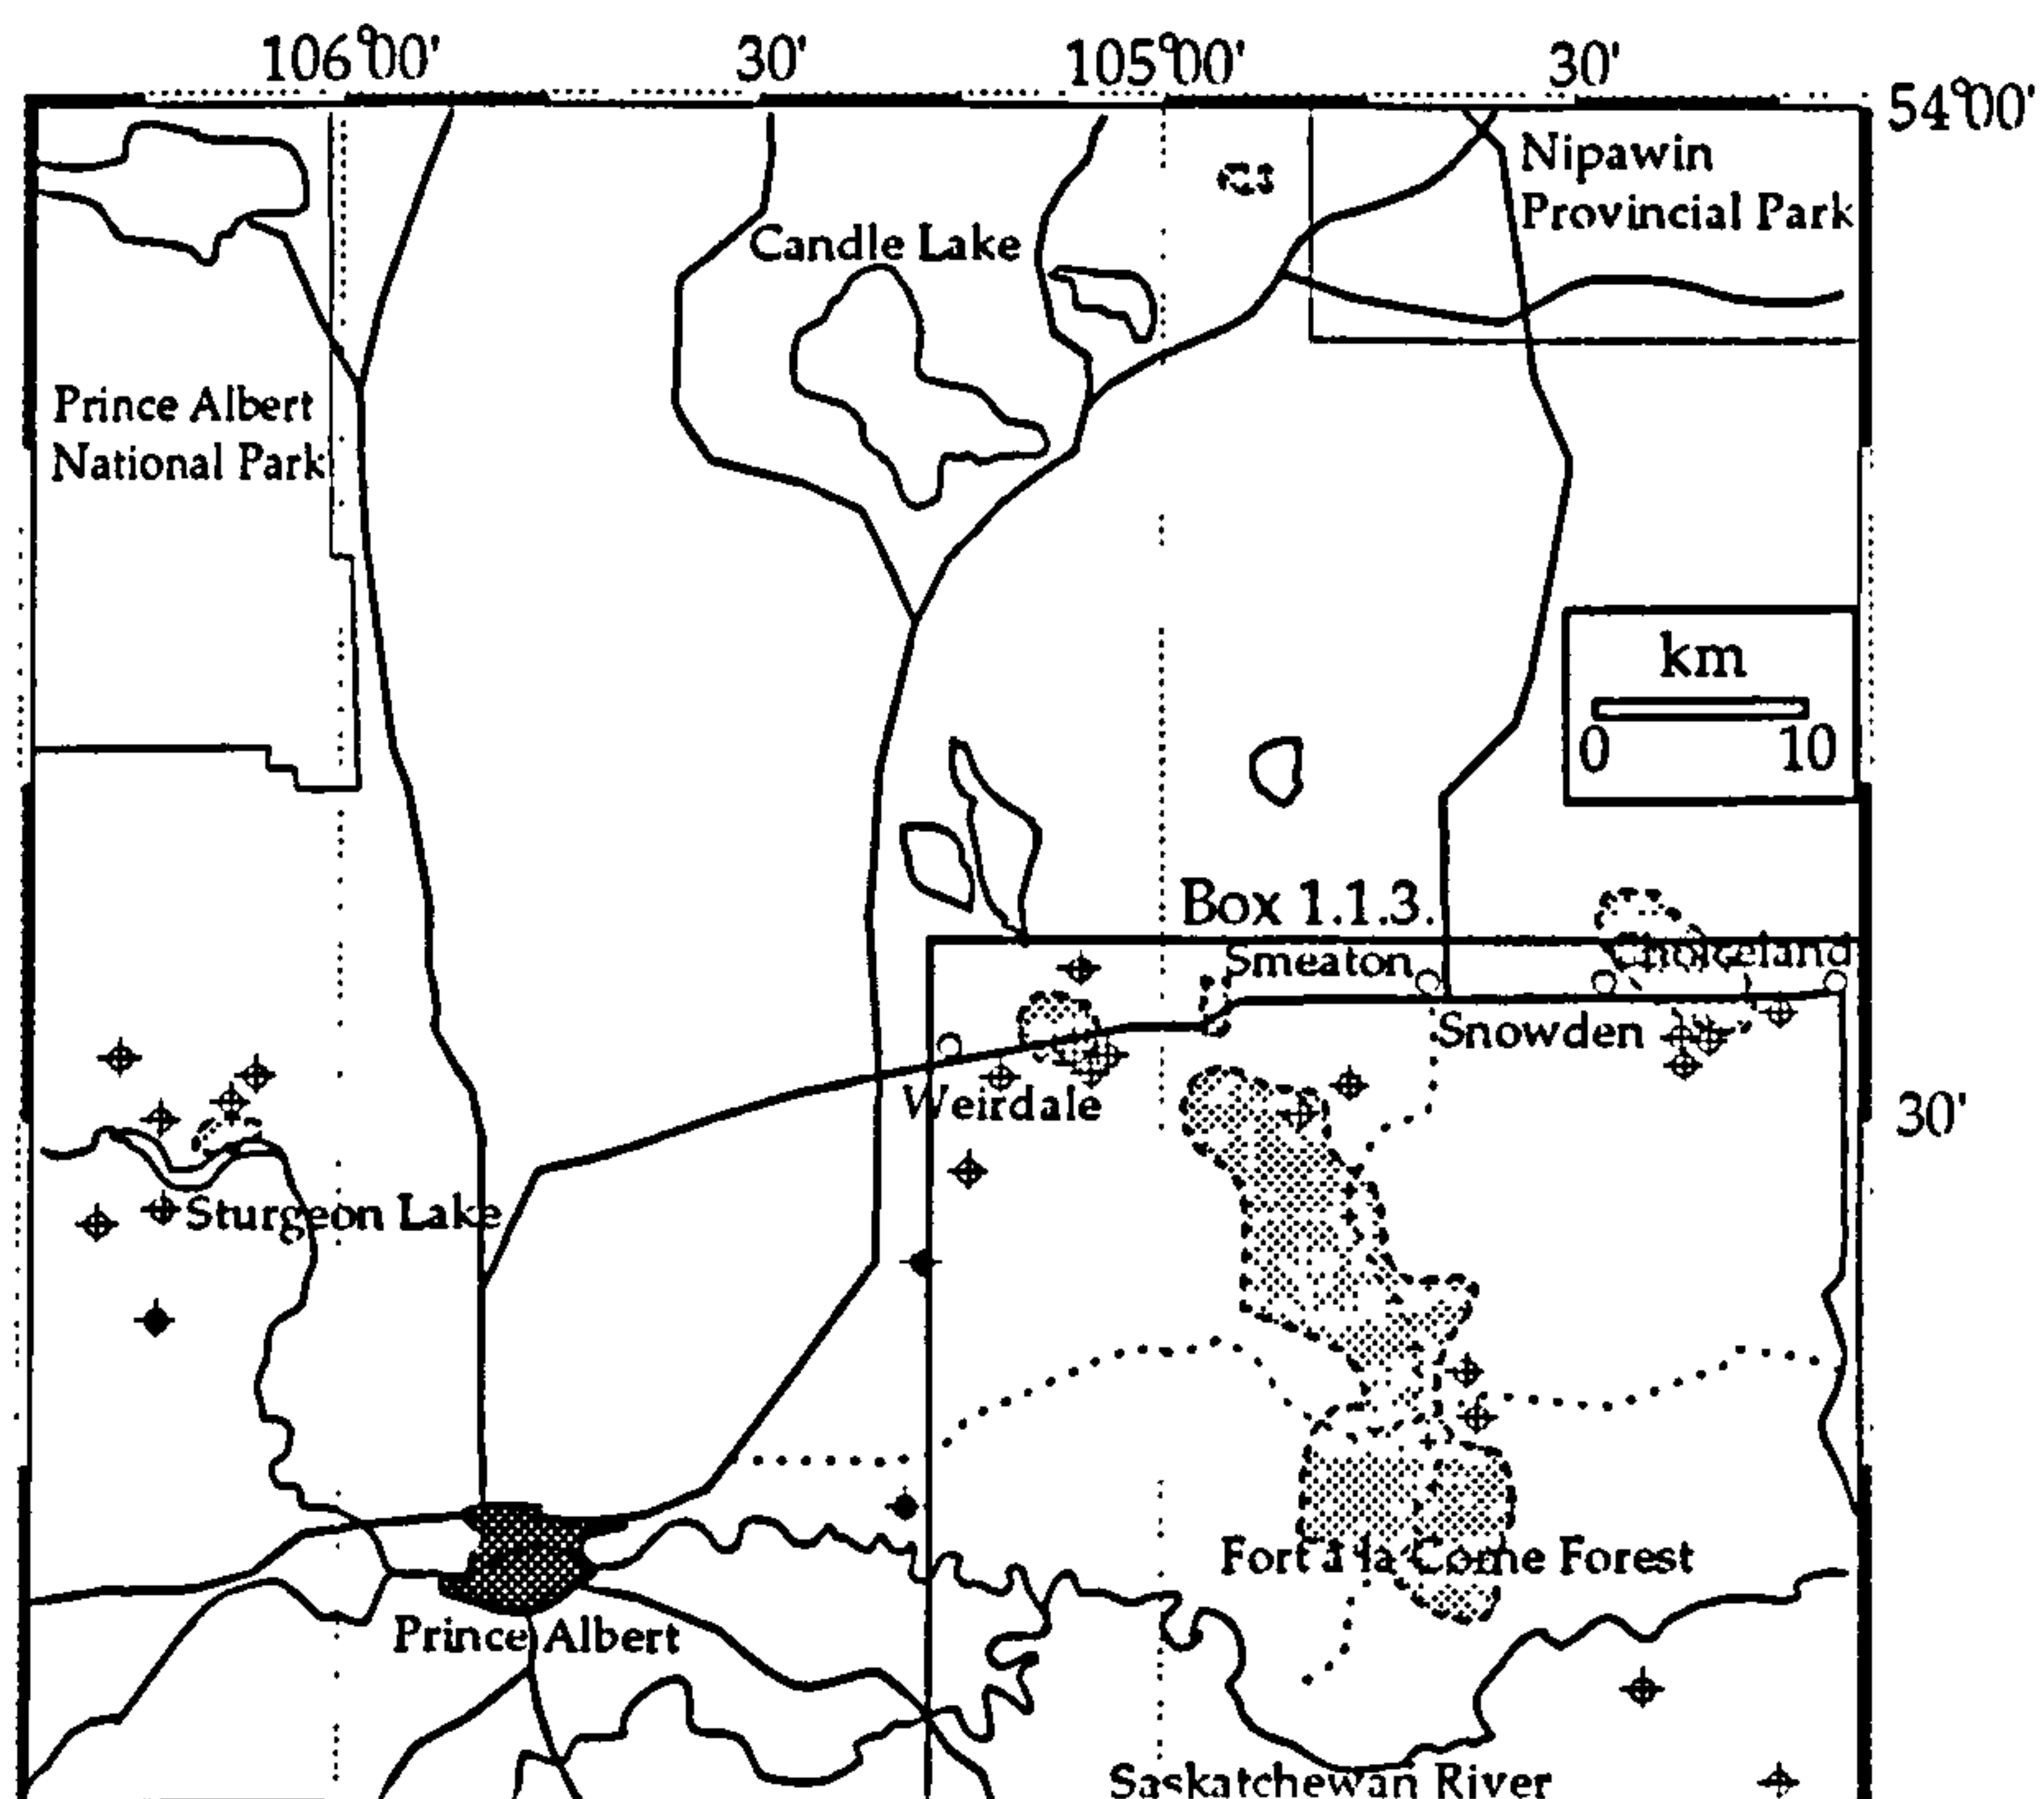 106°00' 30' 105°00' 30'
54°00'
Nipawin
Provincial Park
Candle Lake
Prince Albert
National Park
km
0 10
Box 1.1.3.
Smeaton
Choiceland
Snowden
Weirdale
30'
Sturgeon Lake
Fort à la Corne Forest
Prince Albert
Saskatchewan River